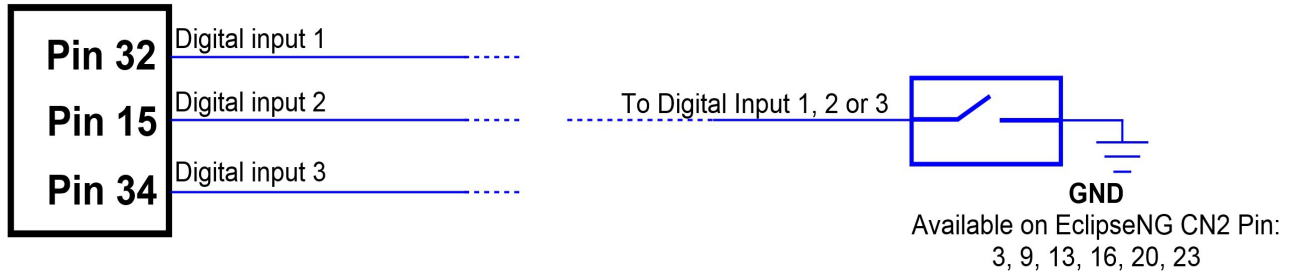 Pin 32
Digital input 1
Pin 15
Digital input 2
Pin 34
Digital input 3
To Digital Input 1, 2 or 3
GND
Available on EclipseNG CN2 Pin:
3, 9, 13, 16, 20, 23